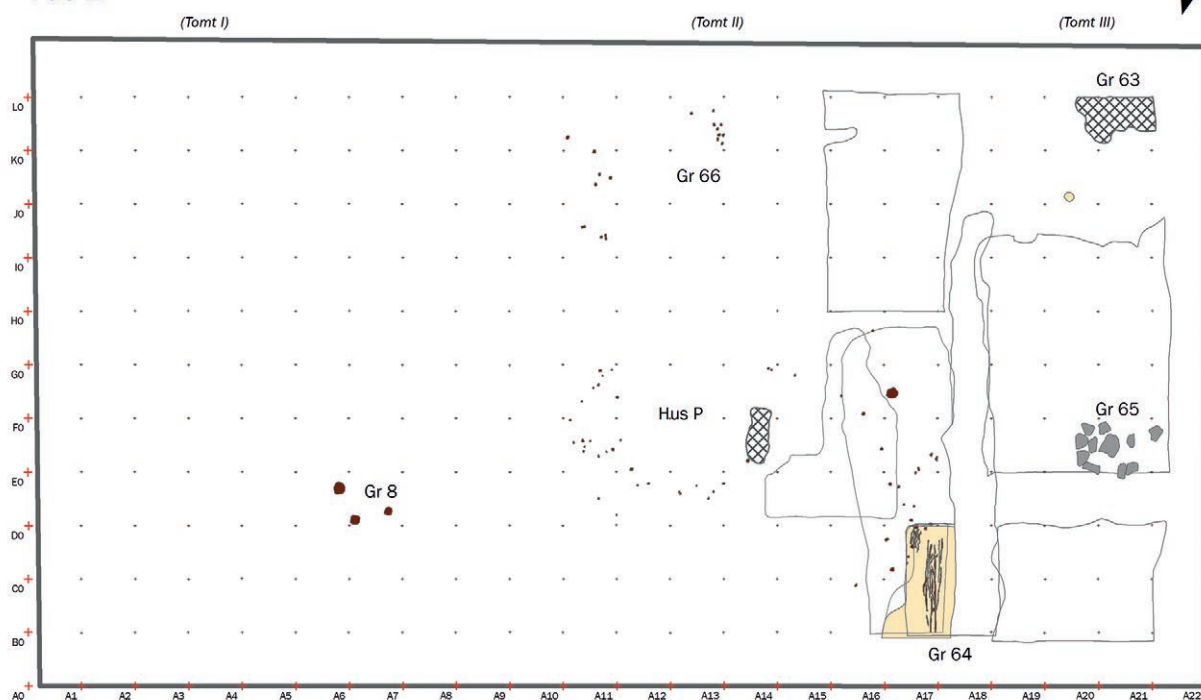 (Tomt I) (Tomt II) (Tomt III)
Gr 63
L0
K0
Gr 66
J0
I0
H0
G0
Hus P
Gr 65
F0
E0
Gr 8
D0
C0
B0
Gr 64
A0 A1 A2 A3 A4 A5 A6 A7 A8 A9 A10 A11 A12 A13 A14 A15 A16 A17 A18 A19 A20 A21 A22